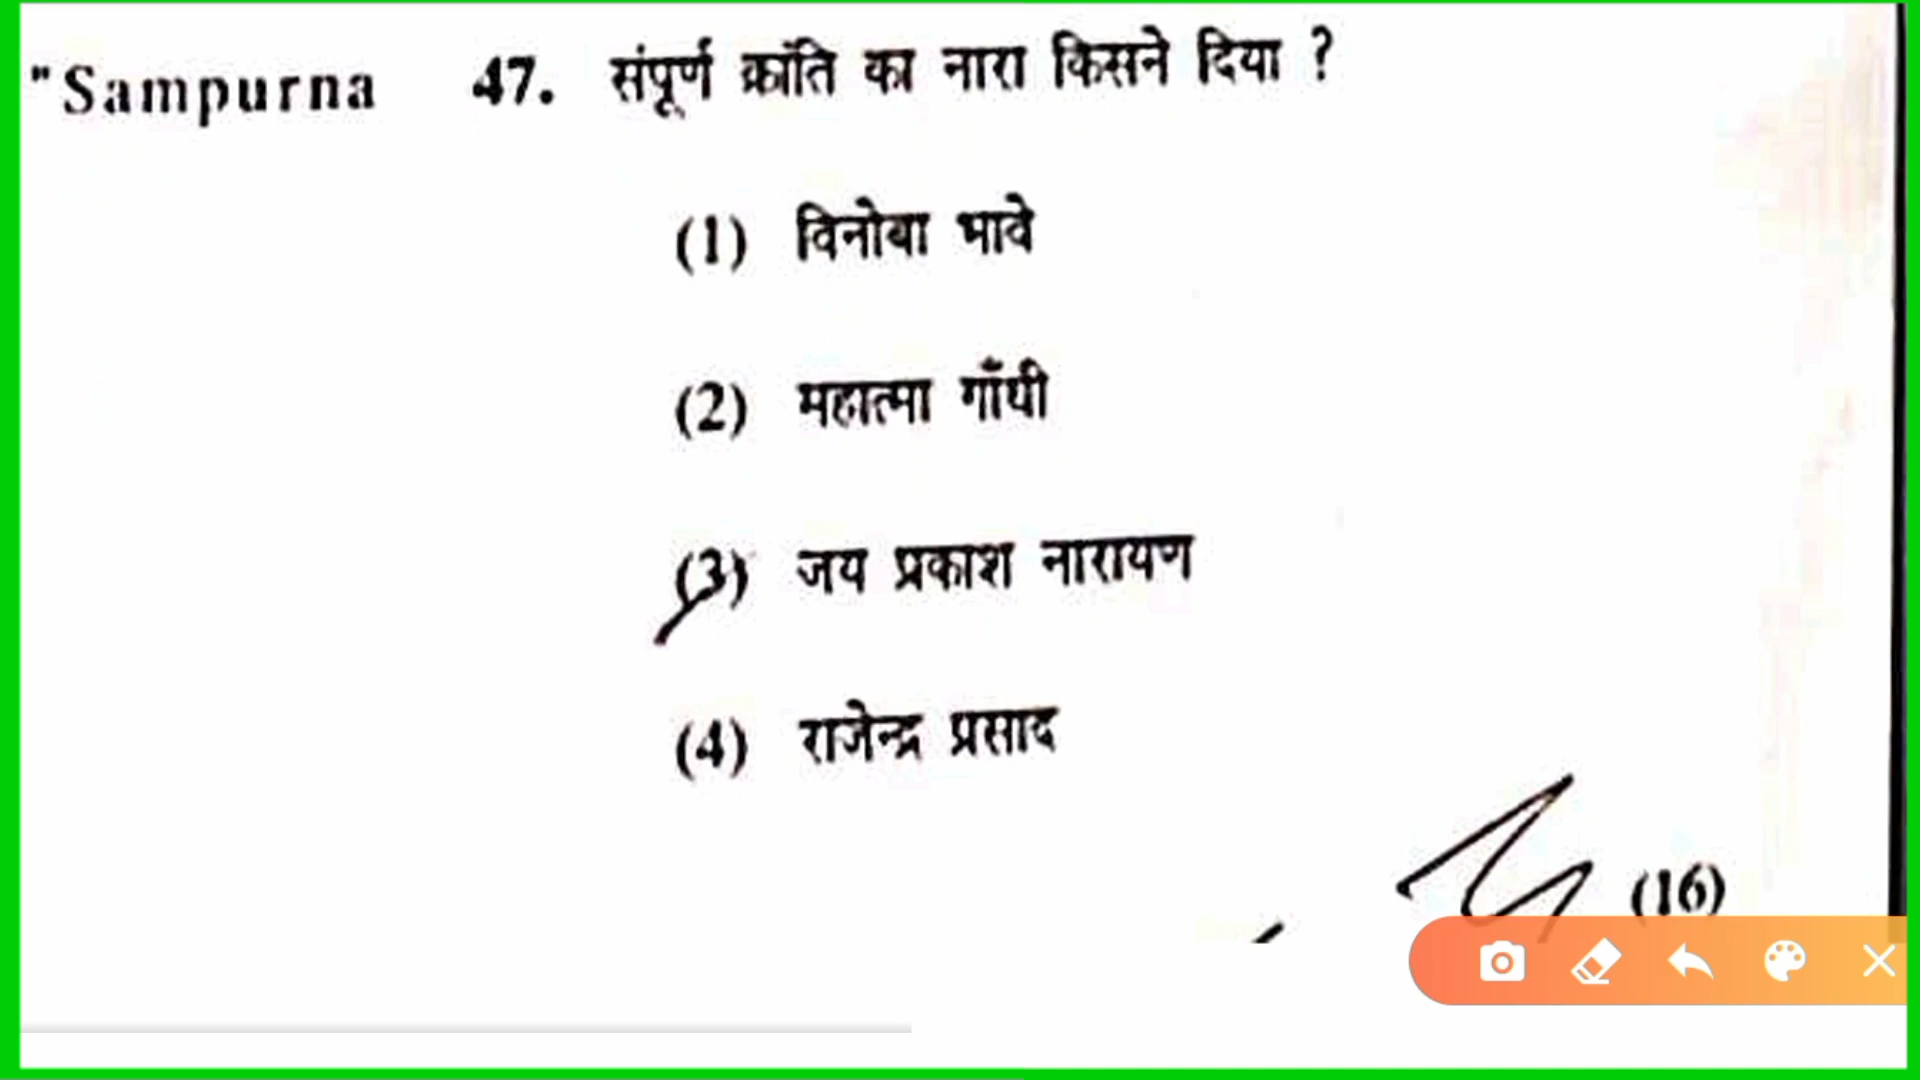 "Sampurna 47. संपूर्ण क्रांति का नारा किसने दिया ?
(1) विनोबा भावे
(2) महात्मा गाँधी
(3) जय प्रकाश नारायण
(4) राजेन्द्र प्रसाद
(16)